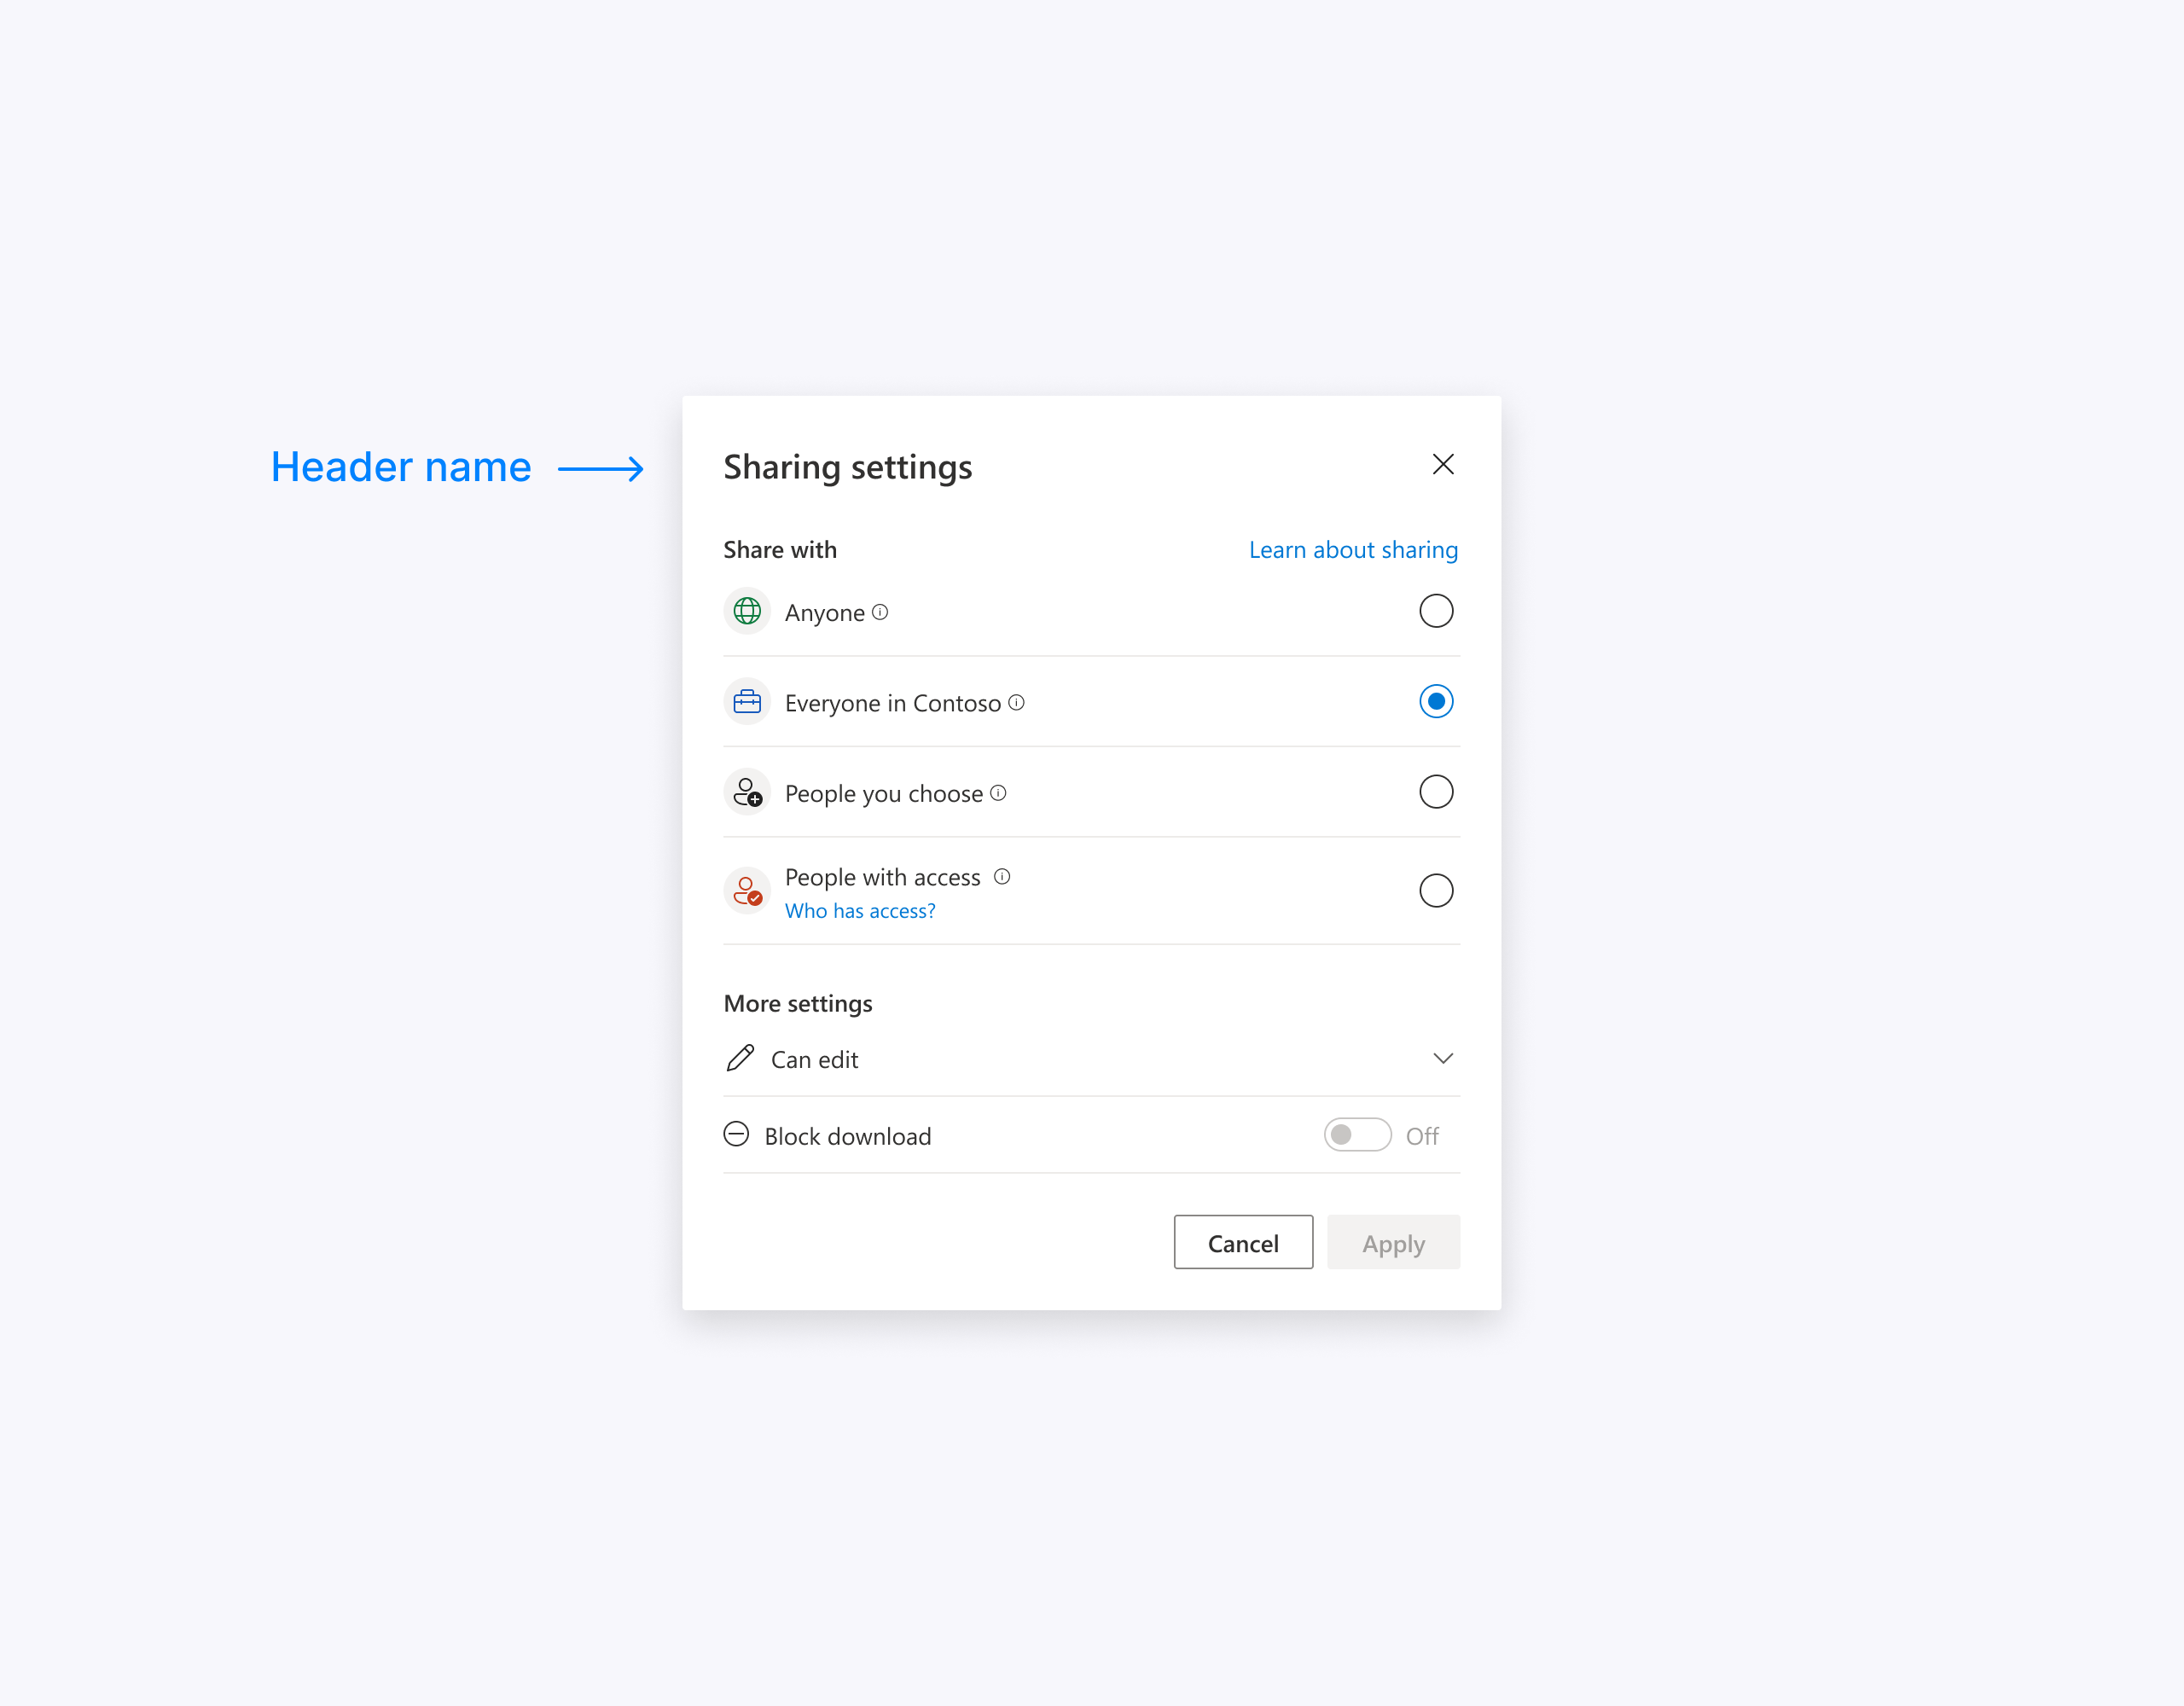 Header name
Sharing settings
Share with
Learn about sharing
Anyone
Everyone in Contoso
People you choose
People with access
Who has access?
More settings
Can edit
Block download
Off
Cancel
Apply